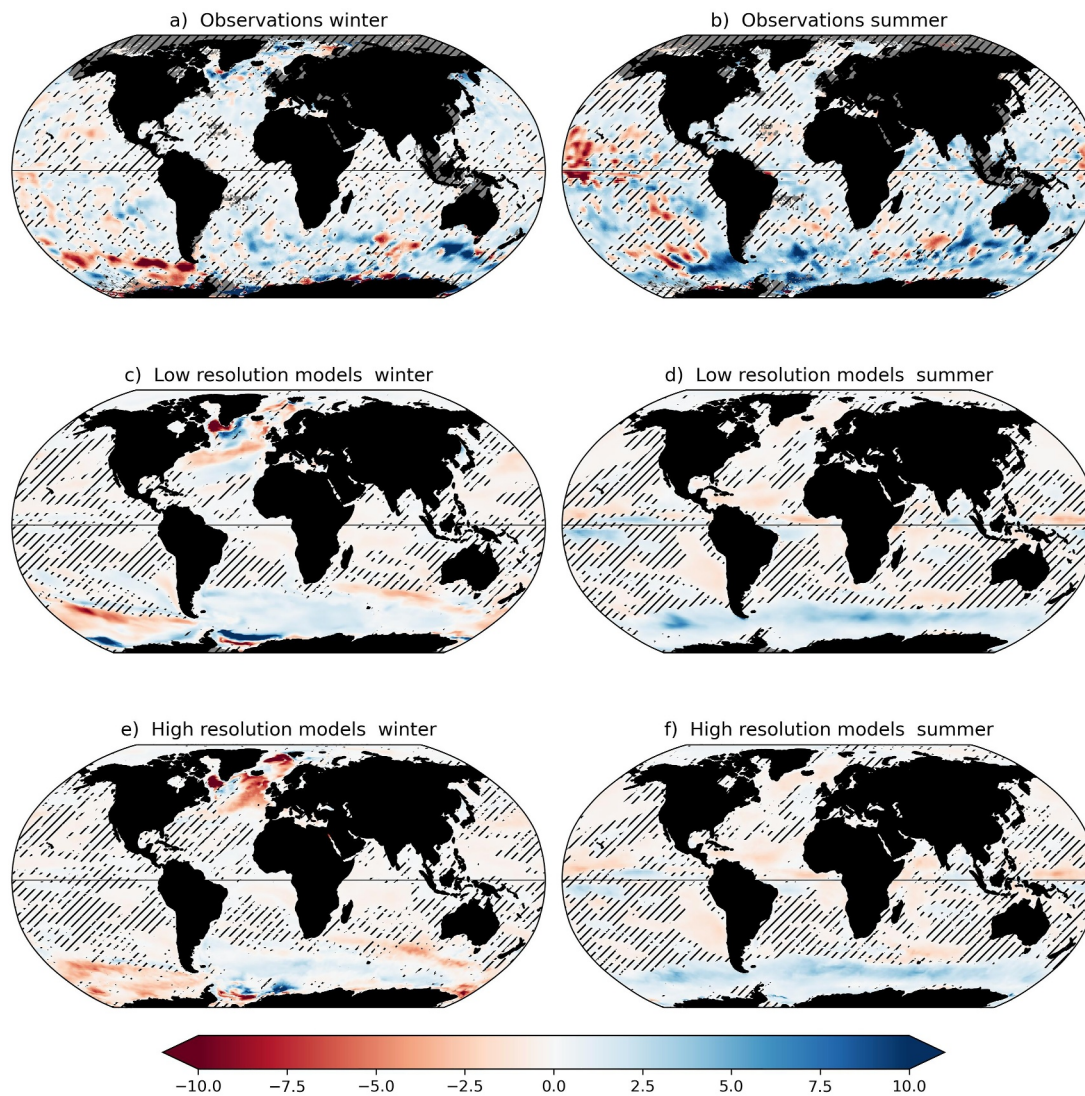 a)  Observations winter
b)  Observations summer
c)  Low resolution models  winter
d)  Low resolution models  summer
e)  High resolution models  winter
f)  High resolution models  summer
−10.0 −7.5 −5.0 −2.5 0.0 2.5 5.0 7.5 10.0